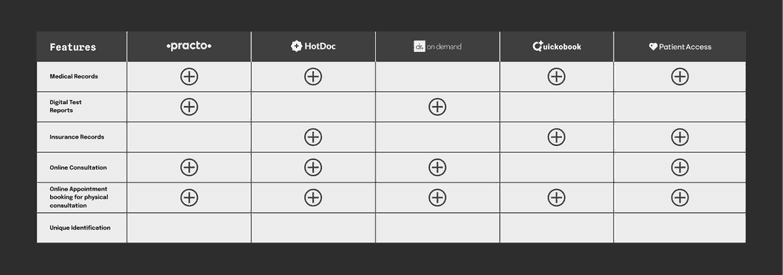 Features
•practo•
HotDoc
dr. on demand
Quickobook
Patient Access
Medical Records
Digital Test
Reports
Insurance Records
Online Consultation
Online Appointment
booking for physical
consultation
Unique Identification